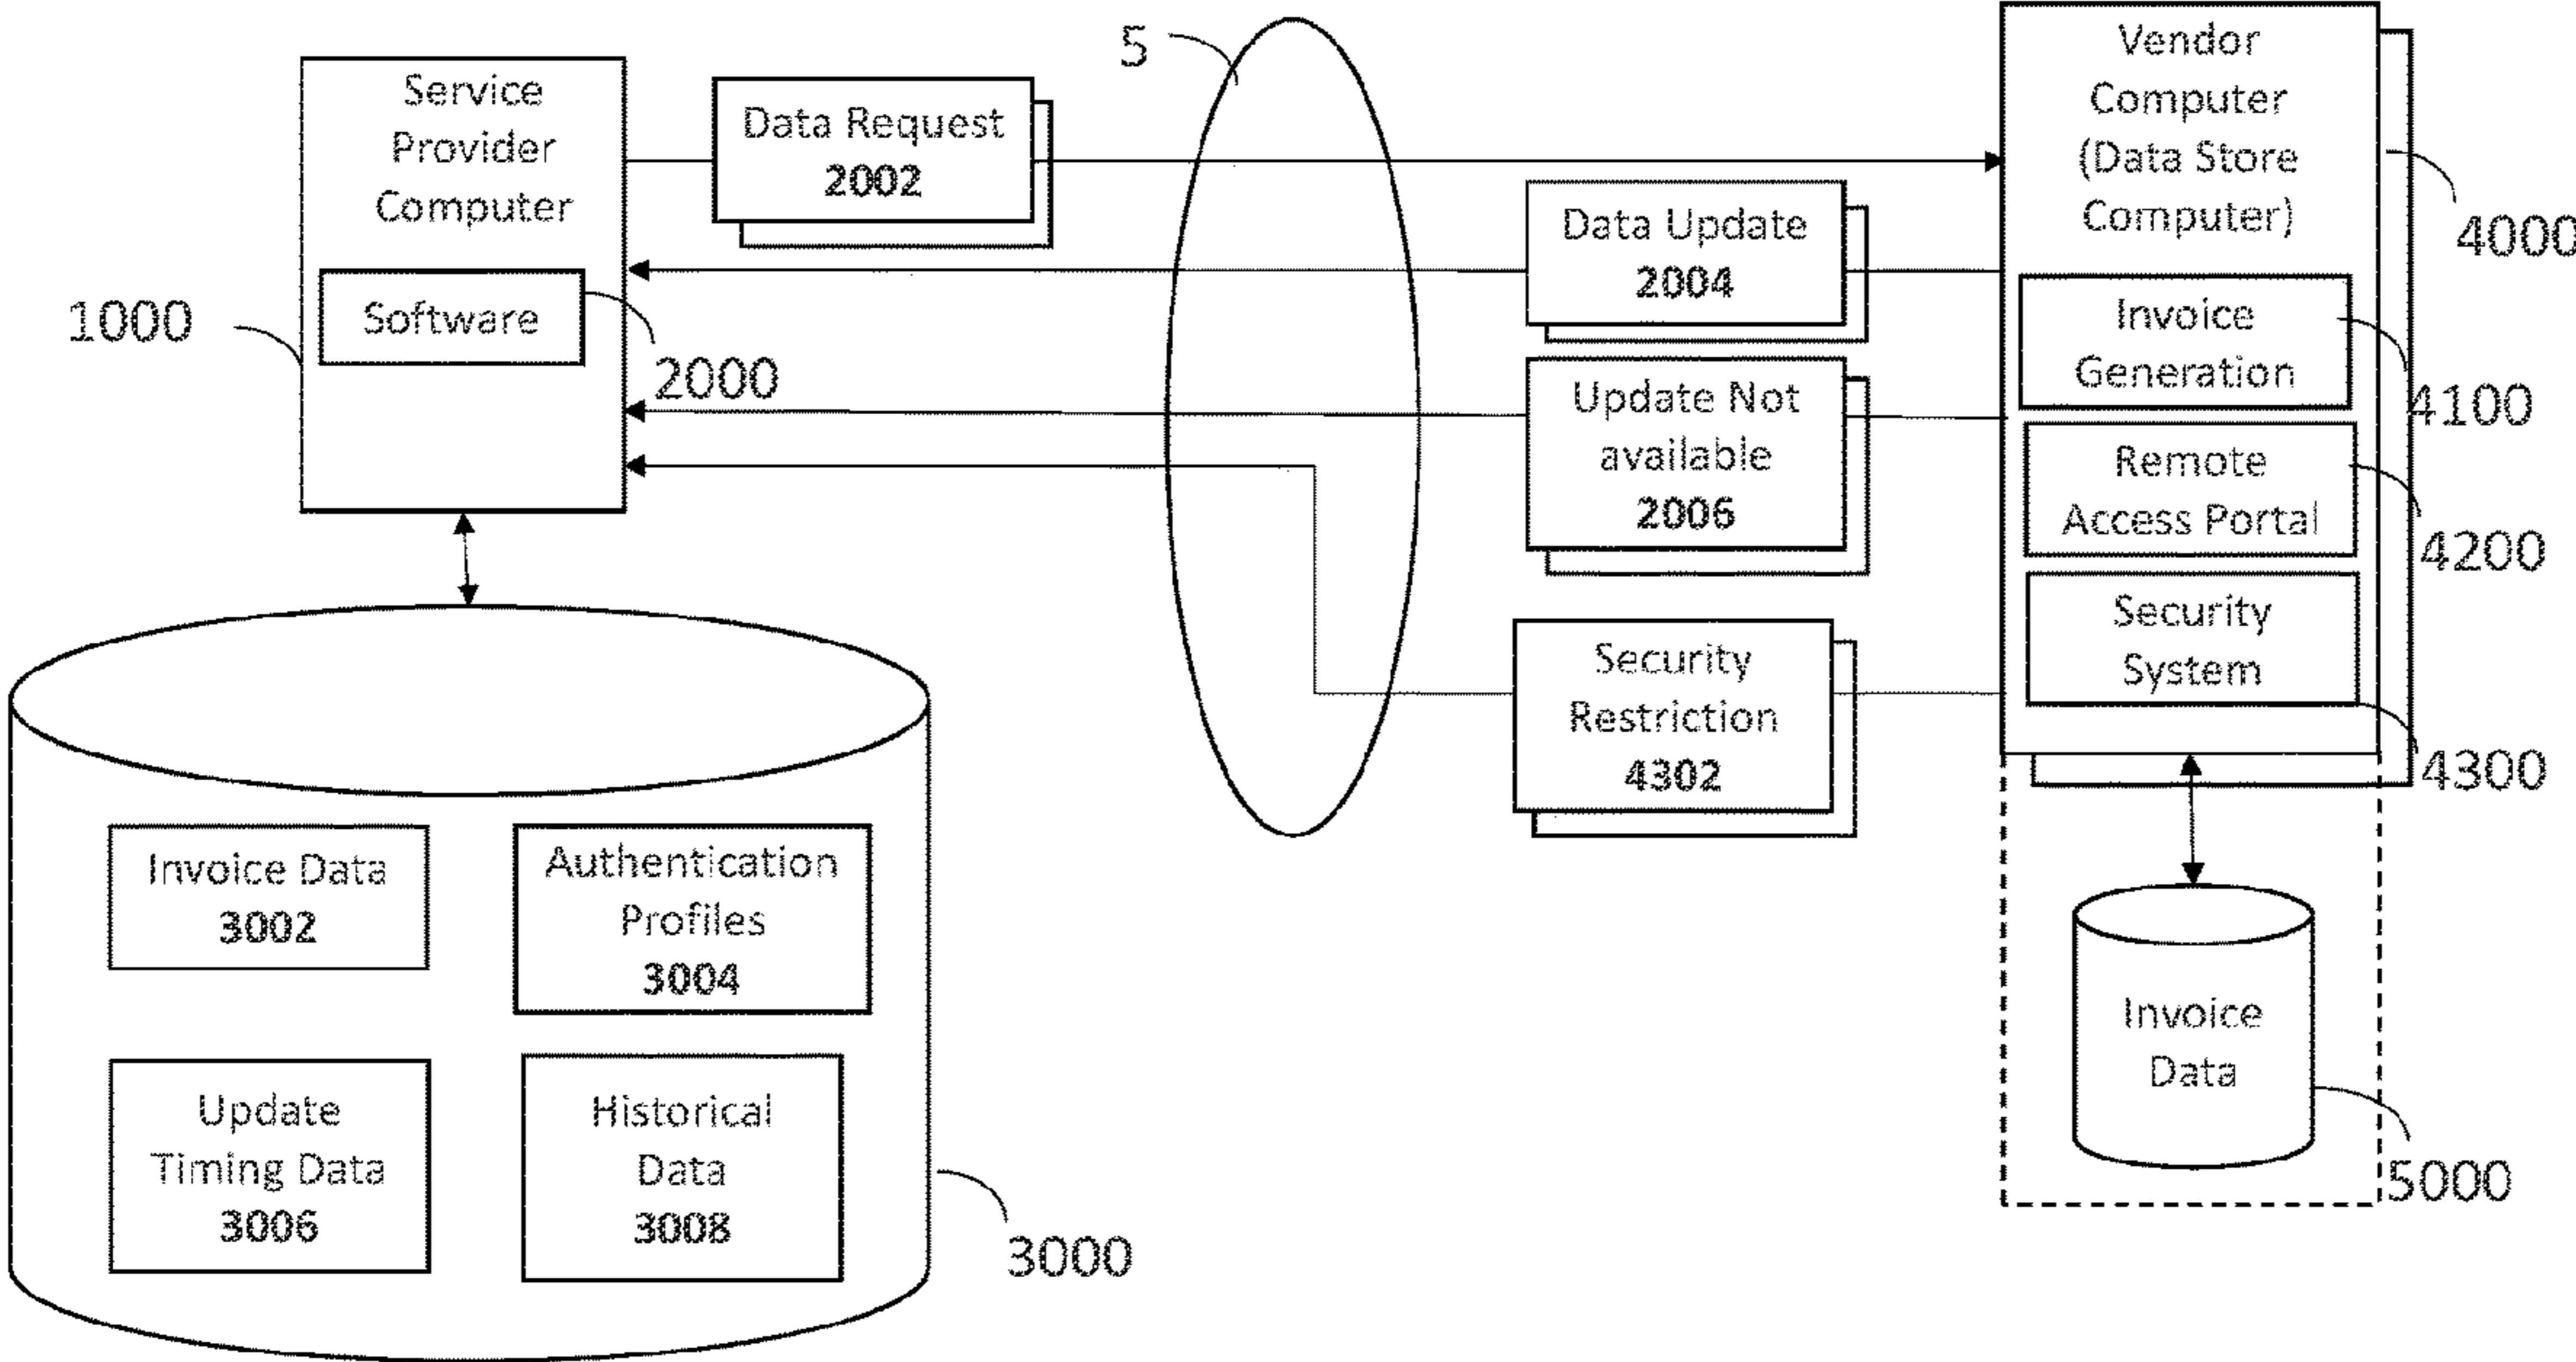 Service
Provider
Computer
Software
1000
2000
Data Request
2002
5
Data Update
2004
Update Not
available
2006
Security
Restriction
4302
Vendor
Computer
(Data Store
Computer)
4000
Invoice
Generation
4100
Remote
Access Portal
4200
Security
System
4300
Invoice Data
3002
Authentication
Profiles
3004
Update
Timing Data
3006
Historical
Data
3008
3000
Invoice
Data
5000